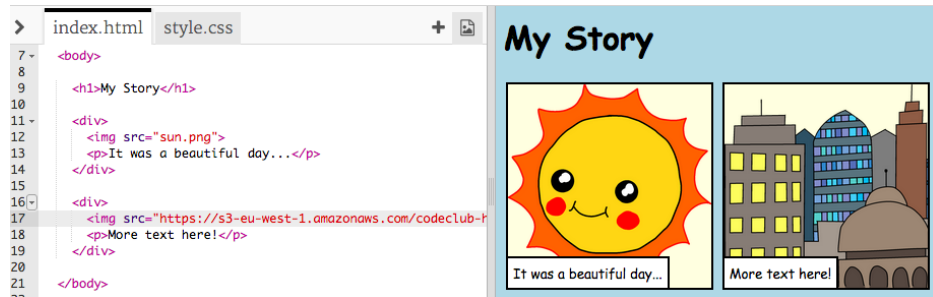 index.html style.css
7 <body>
8
9 <h1>My Story</h1>
10
11 <div>
12 <img src="sun.png">
13 <p>It was a beautiful day...</p>
14 </div>
15
16 <div>
17 <img src="https://s3-eu-west-1.amazonaws.com/codeclub-h
18 <p>More text here!</p>
19 </div>
20
21 </body>
My Story
It was a beautiful day...
More text here!